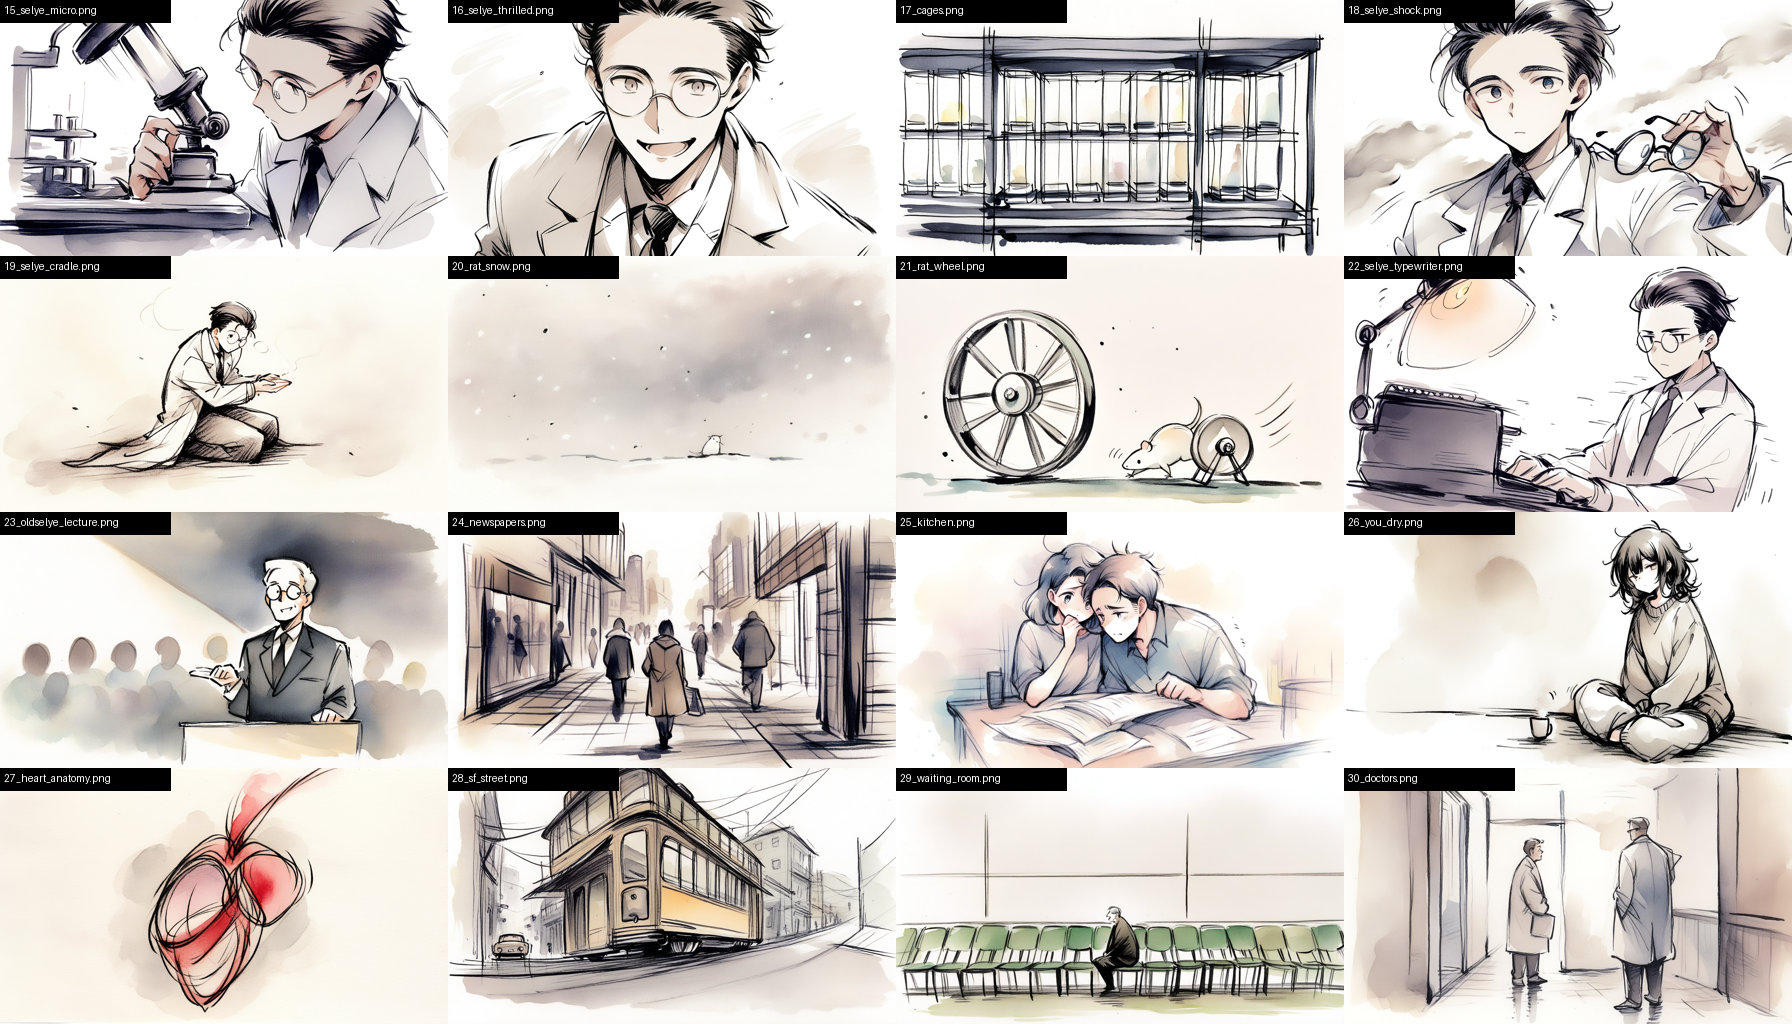 15_selye_micro.png
16_selye_thrilled.png
17_cages.png
18_selye_shock.png
19_selye_cradle.png
20_rat_snow.png
21_rat_wheel.png
22_selye_typewriter.png
23_oldselye_lecture.png
24_newspapers.png
25_kitchen.png
26_you_dry.png
27_heart_anatomy.png
28_sf_street.png
29_waiting_room.png
30_doctors.png